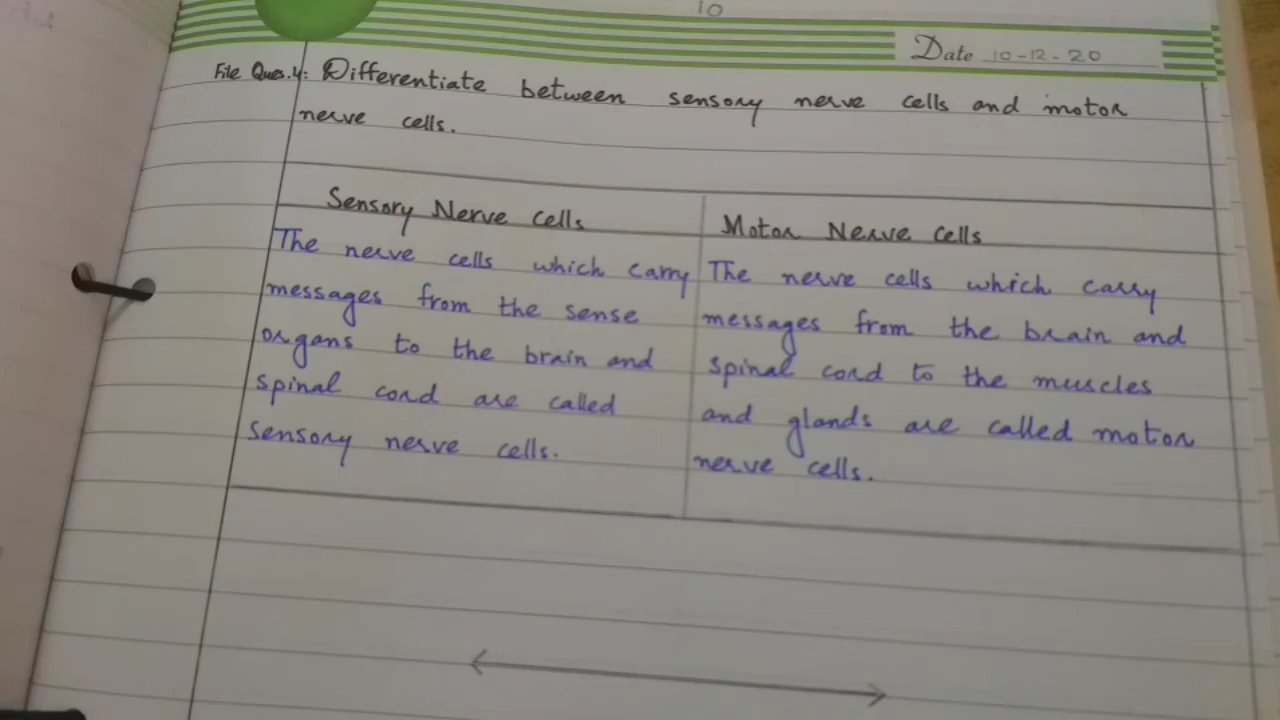 10
Date 10-12-20
File Ques.4: Differentiate between sensory nerve cells and motor
nerve cells.
Sensory Nerve Cells
The nerve cells which carry
messages from the sense
organs to the brain and
spinal cord are called
sensory nerve cells.
Motor Nerve Cells
The nerve cells which carry
messages from the brain and
spinal cord to the muscles
and glands are called motor
nerve cells.